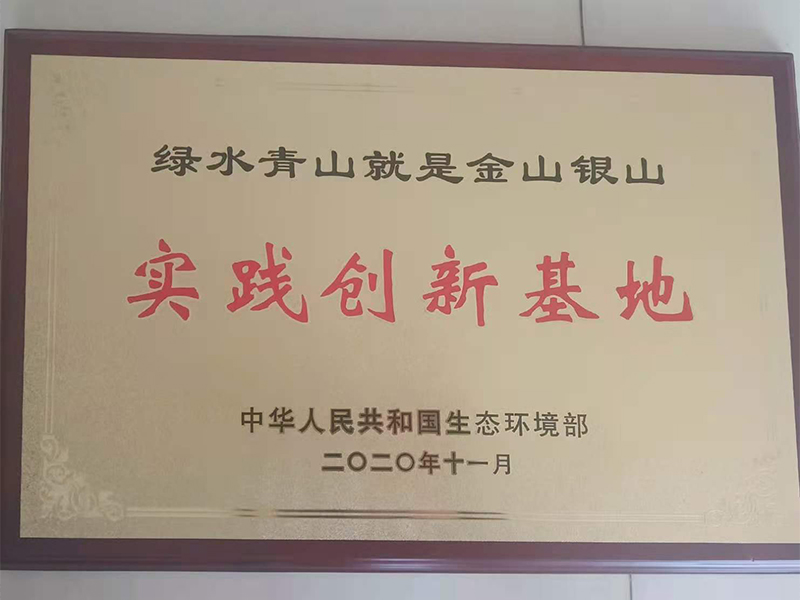 绿水青山就是金山银山
实践创新基地
中华人民共和国生态环境部
二〇二〇年十一月